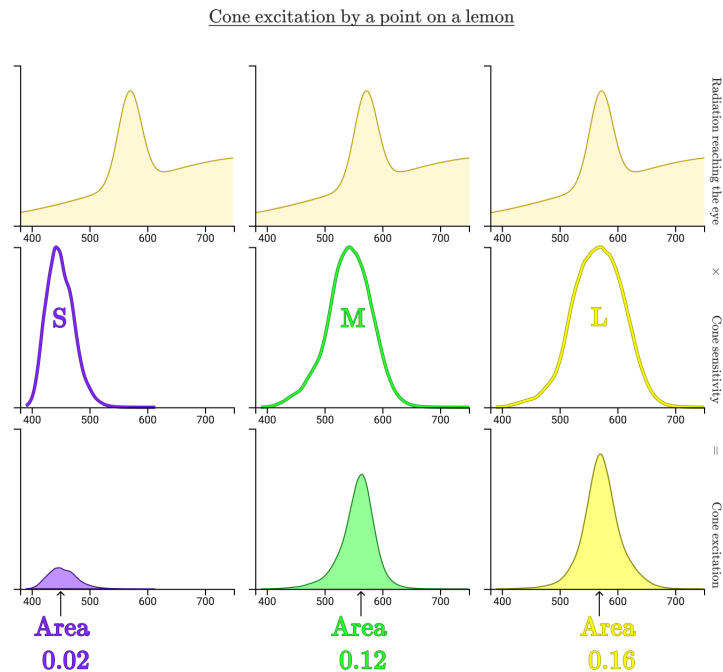 Cone excitation by a point on a lemon
400 500 600 700
400 500 600 700
400 500 600 700
Radiation reaching the eye
×
S
M
L
400 500 600 700
400 500 600 700
400 500 600 700
Cone sensitivity
=
400 500 600 700
400 500 600 700
400 500 600 700
Cone excitation
Area
0.02
Area
0.12
Area
0.16